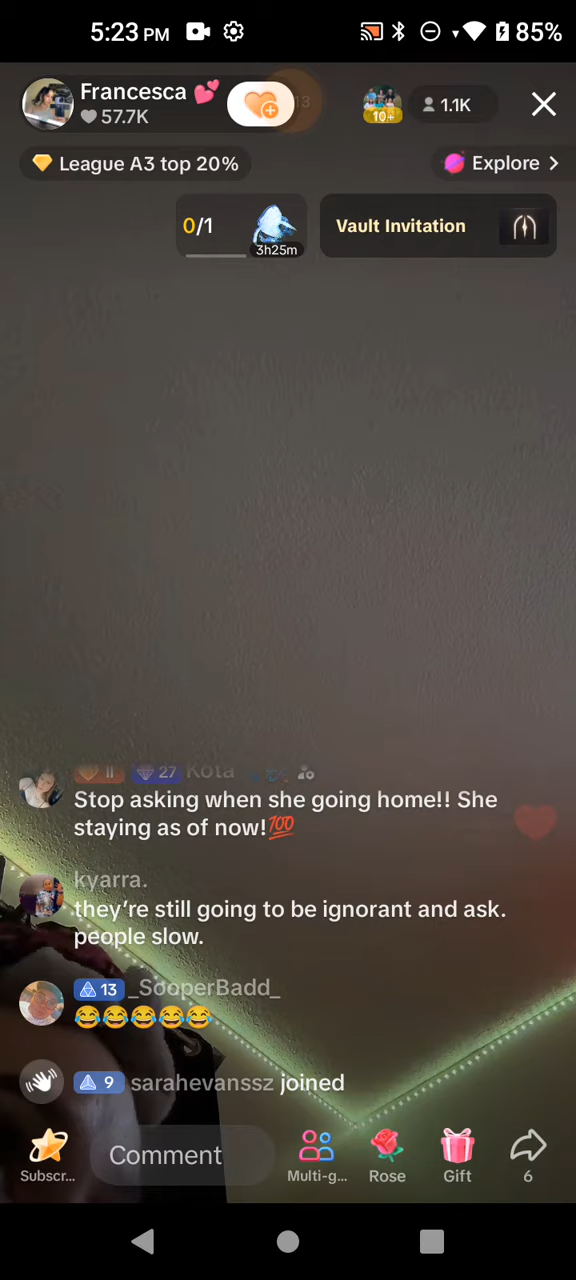 5:23 PM
85%
Francesca 💕
57.7K
10+
1.1K
League A3 top 20%
Explore >
0/1
3h25m
Vault Invitation
II 27 Kota
Stop asking when she going home!! She
staying as of now!💯
kyarra.
they're still going to be ignorant and ask.
people slow.
13 _SooperBadd_
😂😂😂😂😂
9 sarahevanssz joined
Subscr...
Comment
Multi-g...
Rose
Gift
6